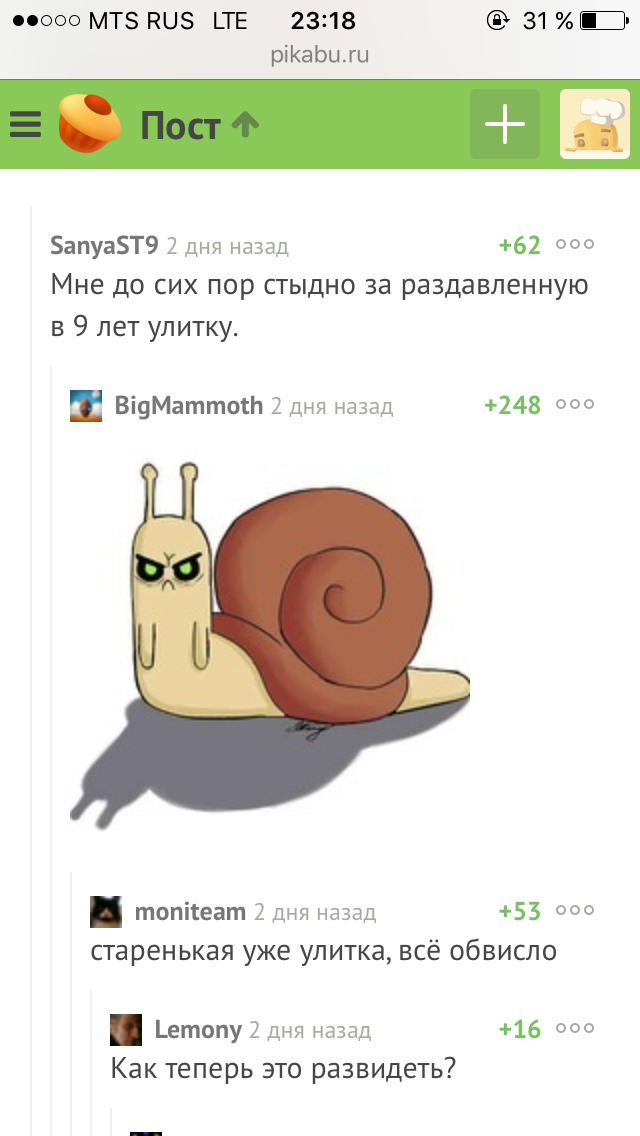 MTS RUS LTE 23:18 31 %
pikabu.ru
Пост
SanyaST9 2 дня назад +62
Мне до сих пор стыдно за раздавленную
в 9 лет улитку.
BigMammoth 2 дня назад +248
moniteam 2 дня назад +53
старенькая уже улитка, всё обвисло
Lemony 2 дня назад +16
Как теперь это развидеть?